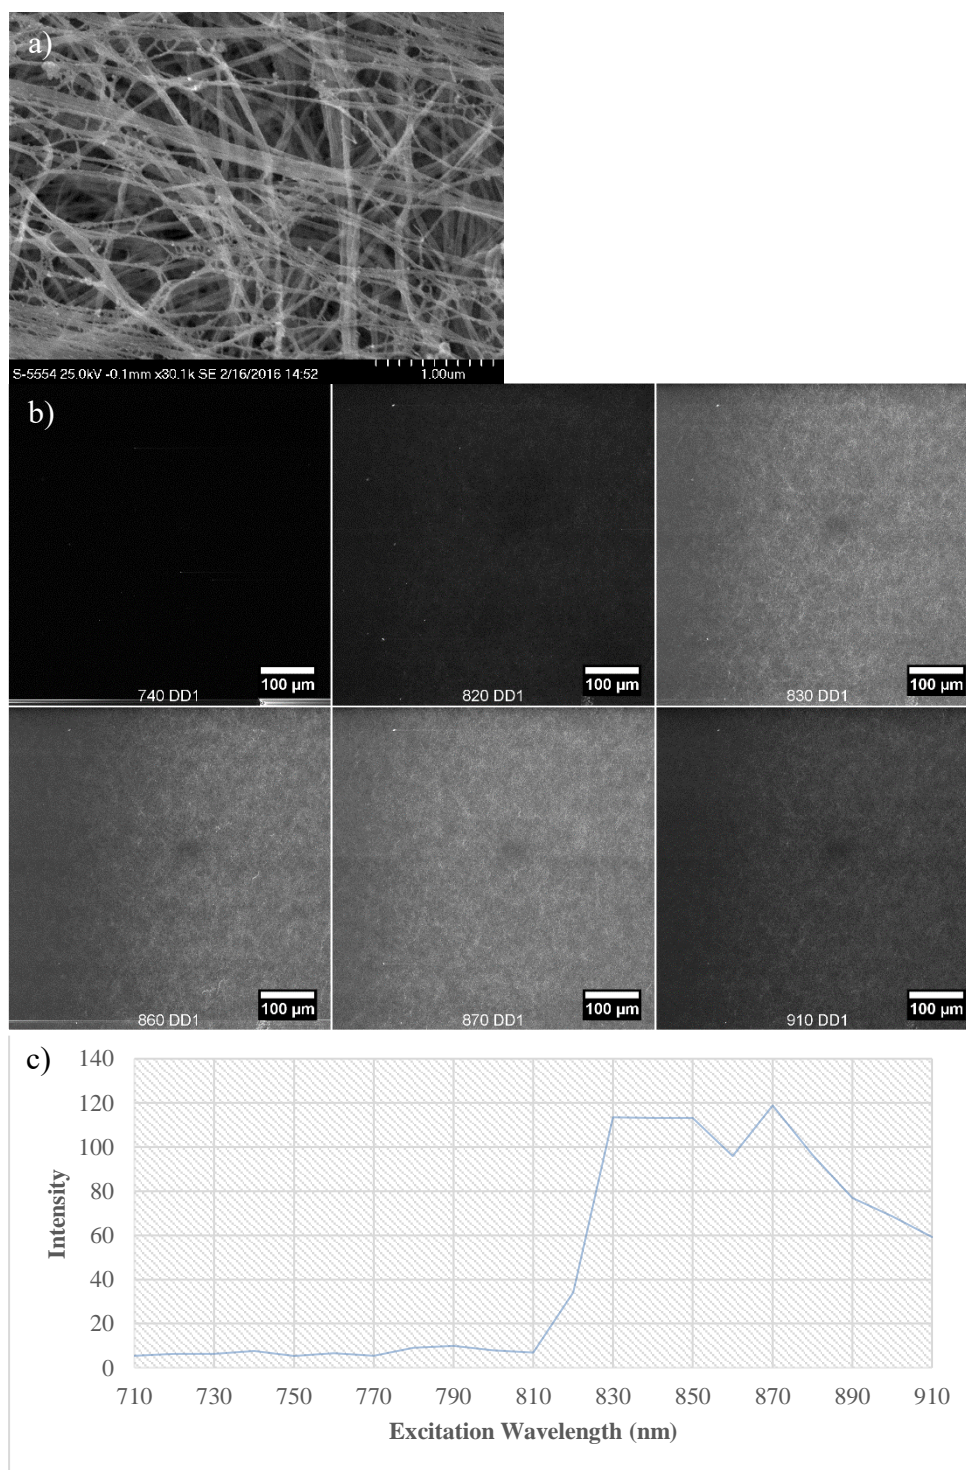 a)
S-5554 25.0kV -0.1mm x30.1k SE 2/16/2016 14:52
1.00um
b)
100 µm
740 DD1
100 µm
820 DD1
100 µm
830 DD1
100 µm
860 DD1
100 µm
870 DD1
100 µm
910 DD1
c)
140
120
100
80
60
40
20
0
Intensity
710 730 750 770 790 810 830 850 870 890 910
Excitation Wavelength (nm)